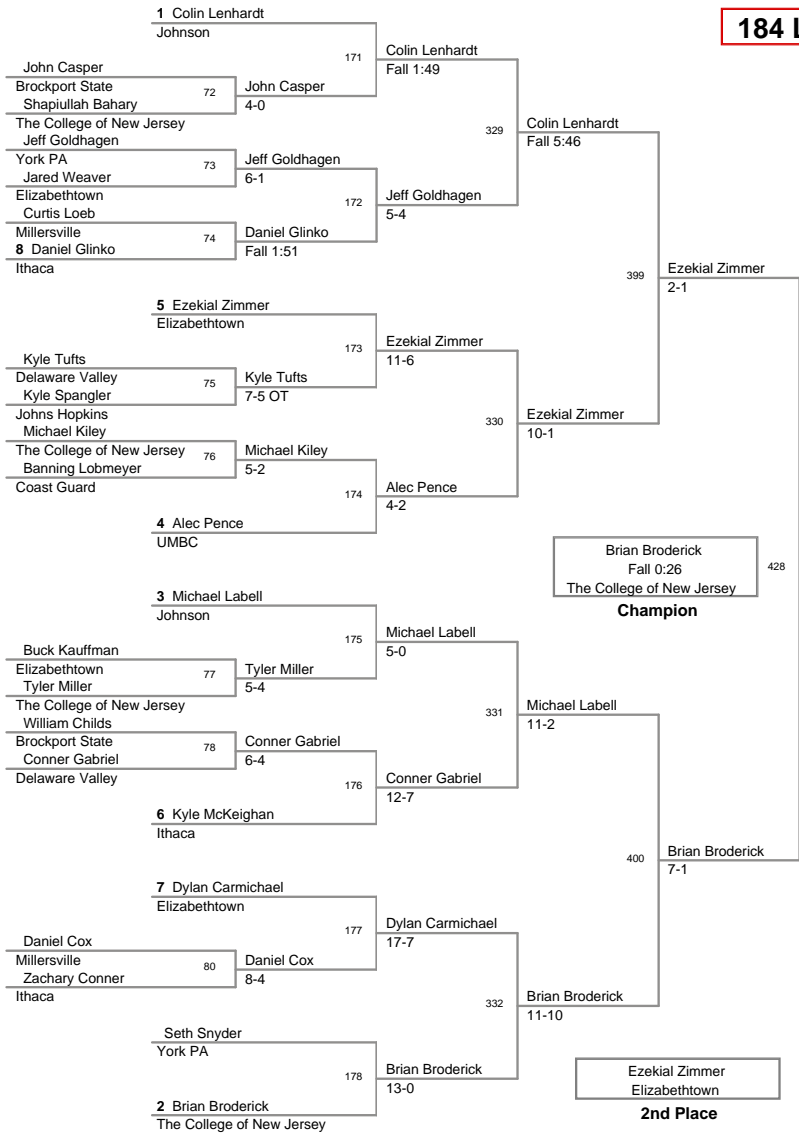 1 Colin Lenhardt
Johnson
184 L
171
Colin Lenhardt
Fall 1:49
John Casper
Brockport State
72
John Casper
4-0
Shapiullah Bahary
The College of New Jersey
329
Colin Lenhardt
Fall 5:46
Jeff Goldhagen
York PA
73
Jeff Goldhagen
6-1
Jared Weaver
Elizabethtown
172
Jeff Goldhagen
5-4
Curtis Loeb
Millersville
74
Daniel Glinko
Fall 1:51
8 Daniel Glinko
Ithaca
399
Ezekial Zimmer
2-1
5 Ezekial Zimmer
Elizabethtown
173
Ezekial Zimmer
11-6
Kyle Tufts
Delaware Valley
75
Kyle Tufts
7-5 OT
Kyle Spangler
Johns Hopkins
330
Ezekial Zimmer
10-1
Michael Kiley
The College of New Jersey
76
Michael Kiley
5-2
Banning Lobmeyer
Coast Guard
174
Alec Pence
4-2
4 Alec Pence
UMBC
Brian Broderick
Fall 0:26
The College of New Jersey
428
Champion
3 Michael Labell
Johnson
175
Michael Labell
5-0
Buck Kauffman
Elizabethtown
77
Tyler Miller
5-4
Tyler Miller
The College of New Jersey
331
Michael Labell
11-2
William Childs
Brockport State
78
Conner Gabriel
6-4
Conner Gabriel
Delaware Valley
176
Conner Gabriel
12-7
6 Kyle McKeighan
Ithaca
400
Brian Broderick
7-1
7 Dylan Carmichael
Elizabethtown
177
Dylan Carmichael
17-7
Daniel Cox
Millersville
80
Daniel Cox
8-4
Zachary Conner
Ithaca
332
Brian Broderick
11-10
Seth Snyder
York PA
178
Brian Broderick
13-0
2 Brian Broderick
The College of New Jersey
Ezekial Zimmer
Elizabethtown
2nd Place